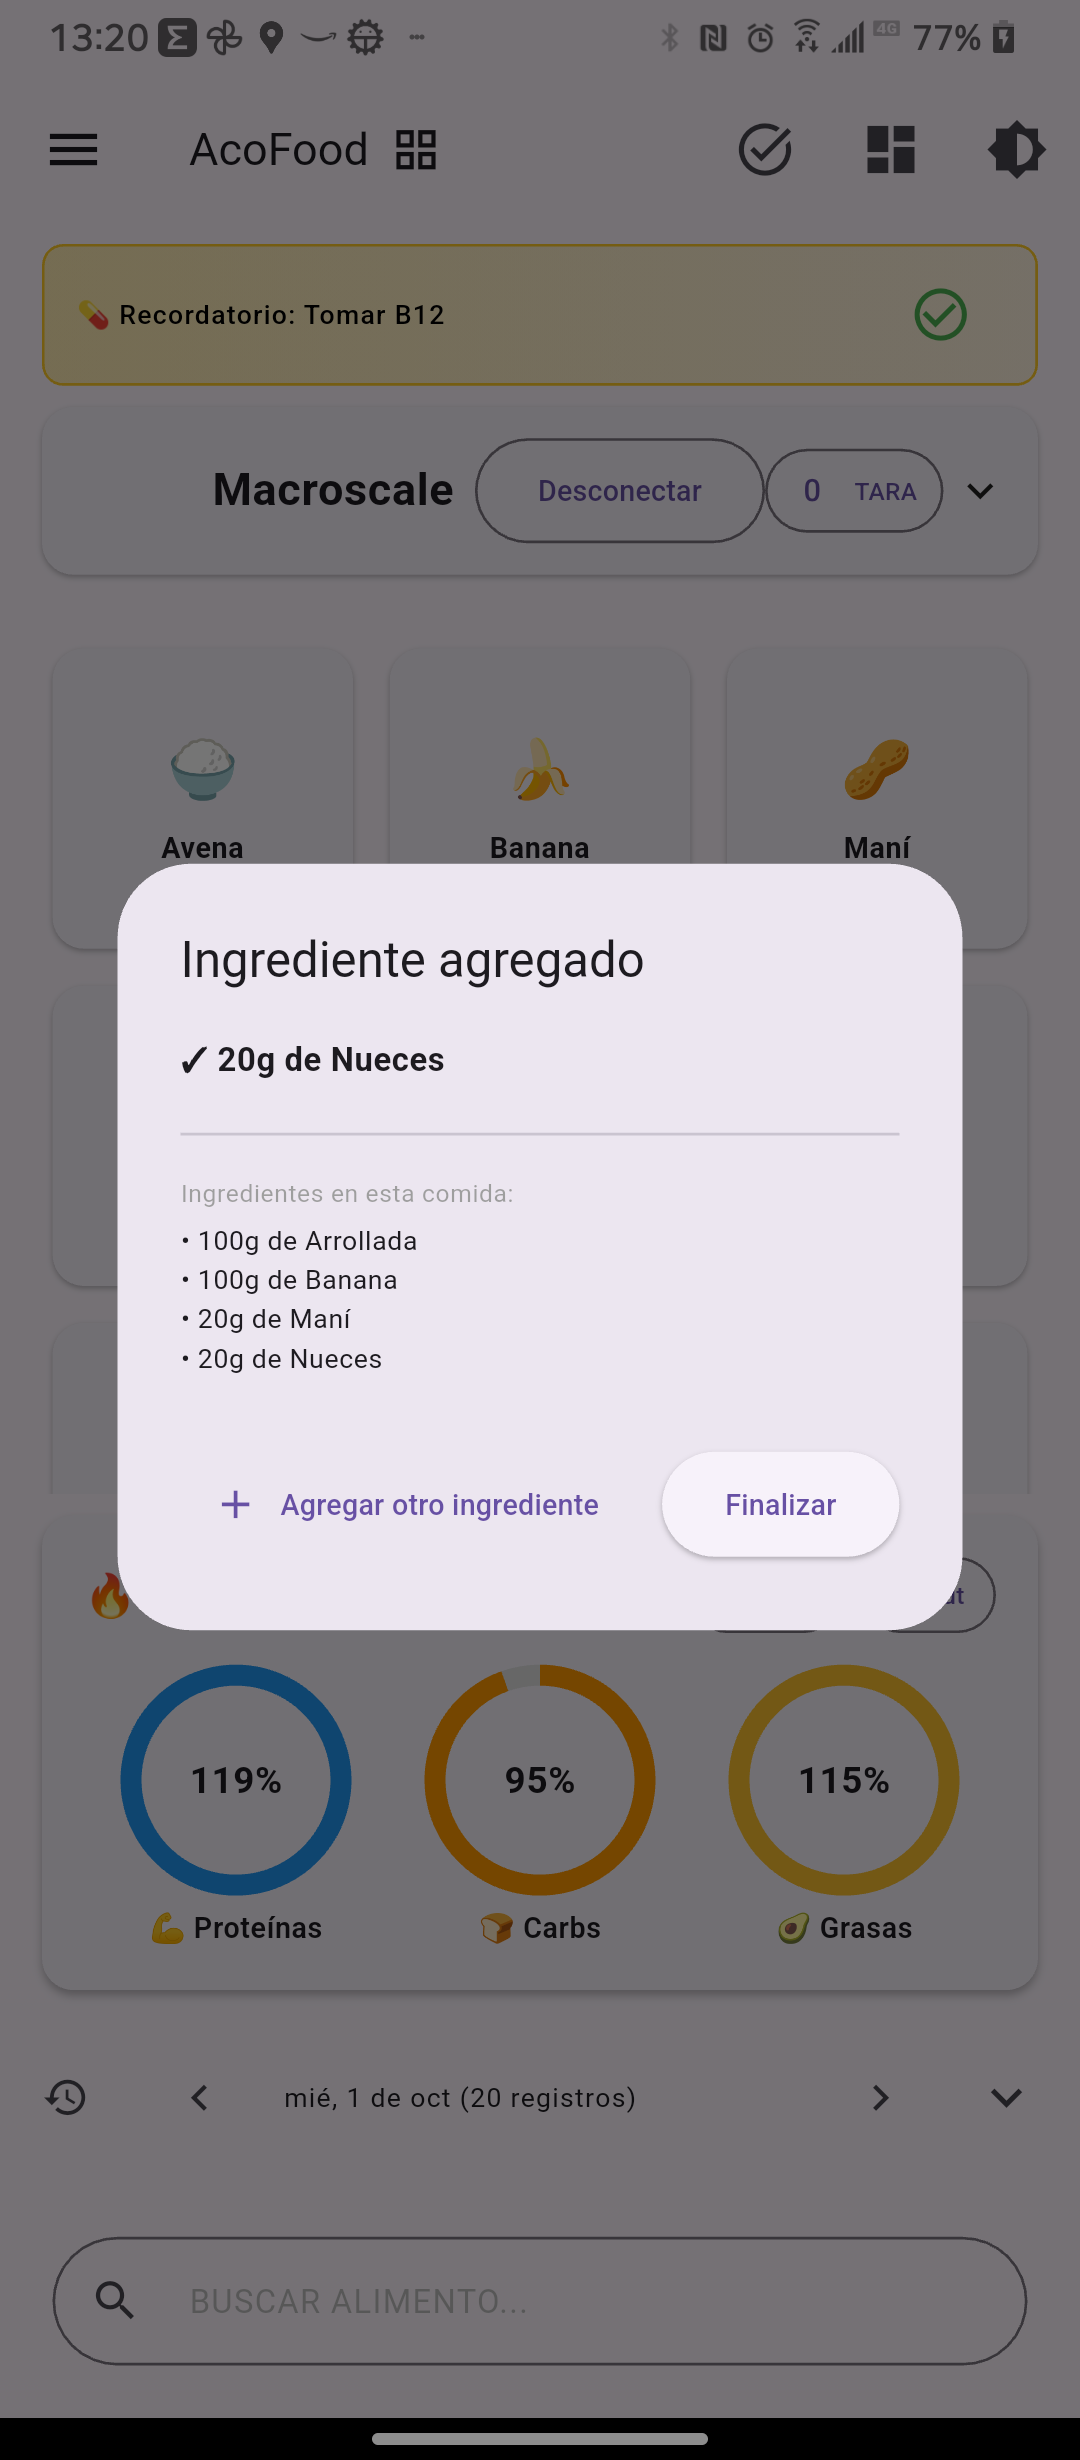 13:20
4G 77%
AcoFood
Recordatorio: Tomar B12
Macroscale Desconectar 0 TARA
Avena Banana Maní
Ingrediente agregado
✓ 20g de Nueces
Ingredientes en esta comida:
• 100g de Arrollada
• 100g de Banana
• 20g de Maní
• 20g de Nueces
Agregar otro ingrediente Finalizar
119% 95% 115%
Proteínas Carbs Grasas
mié, 1 de oct (20 registros)
BUSCAR ALIMENTO...